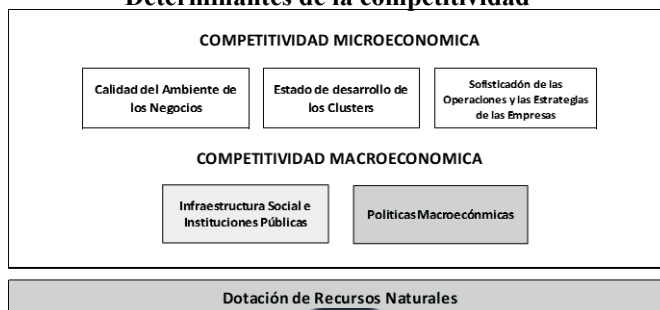 Determinantes de la competitividad
COMPETITIVIDAD MICROECONOMICA
Calidad del Ambiente de
los Negocios
Estado de desarrollo de
los Clusters
Sofisticadón de las
Operaciones y las Estrategias
de las Empresas
COMPETITIVIDAD MACROECONOMICA
Infraestructura Social e
Instituciones Públicas
Politicas Macroecónmicas
Dotación de Recursos Naturales